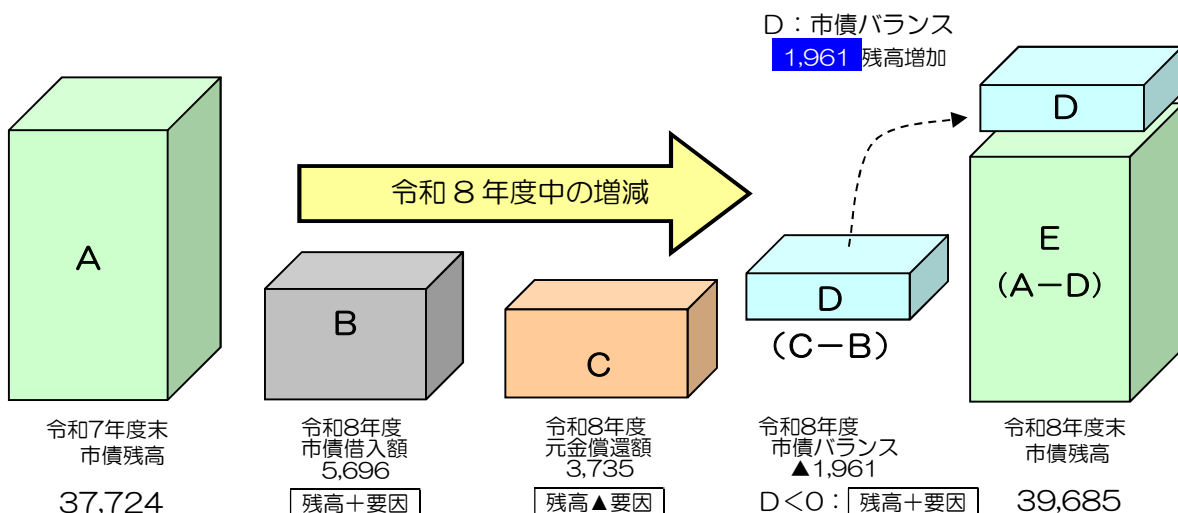 D：市債バランス
1,961 残高増加
D
令和８年度中の増減
A
B
C
D
(C－B)
E
(A－D)
令和7年度末
市債残高
37,724
令和8年度
市債借入額
5,696
残高＋要因
令和8年度
元金償還額
3,735
残高▲要因
令和8年度
市債バランス
▲1,961
D＜0：残高＋要因
令和8年度末
市債残高
39,685